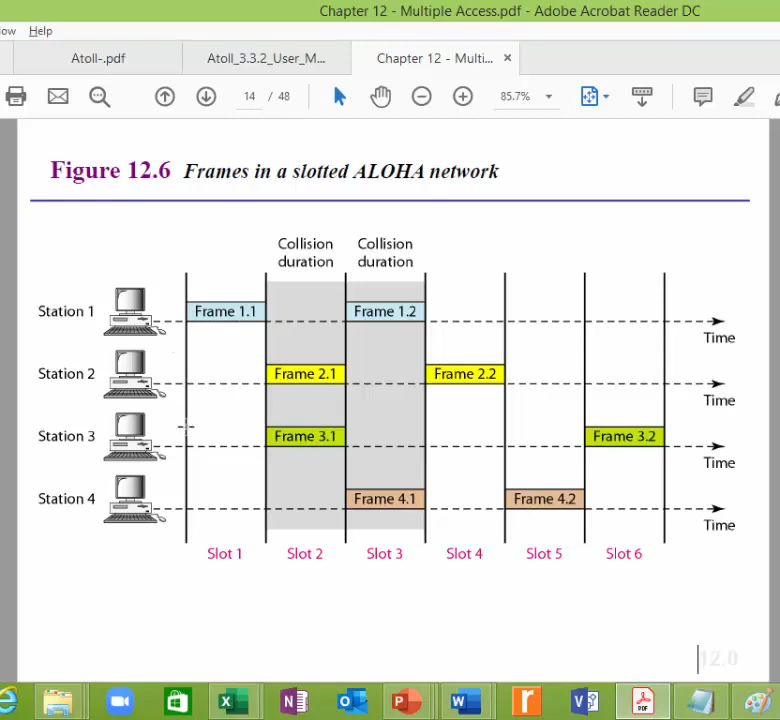 Chapter 12 - Multiple Access.pdf - Adobe Acrobat Reader DC
ow Help
Atoll-.pdf Atoll_3.3.2_User_M... Chapter 12 - Multi... ×
14 / 48 85.7%
Figure 12.6 Frames in a slotted ALOHA network
Collision duration
Collision duration
Station 1 Frame 1.1 Frame 1.2
Time
Station 2 Frame 2.1 Frame 2.2
Time
Station 3 Frame 3.1 Frame 3.2
Time
Station 4 Frame 4.1 Frame 4.2
Time
Slot 1 Slot 2 Slot 3 Slot 4 Slot 5 Slot 6
12.0